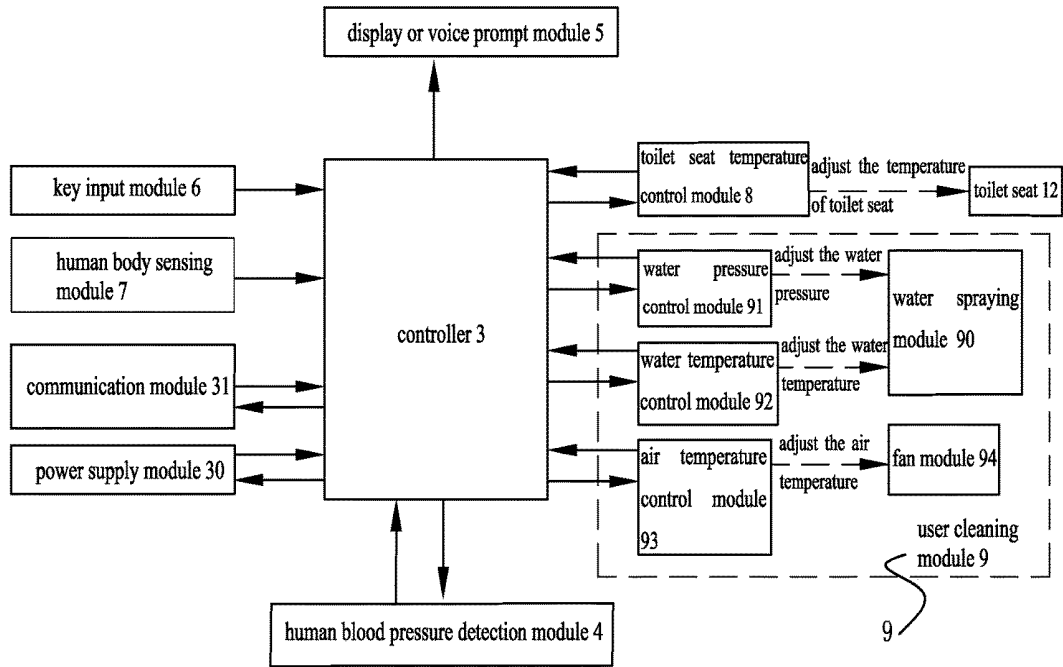 display or voice prompt module 5
key input module 6
human body sensing
module 7
communication module 31
power supply module 30
controller 3
human blood pressure detection module 4
toilet seat temperature
control module 8
adjust the temperature
of toilet seat
toilet seat 12
water pressure
control module 91
adjust the water
pressure
water spraying
module 90
water temperature
control module 92
adjust the water
temperature
air temperature
control module
93
adjust the air
temperature
fan module 94
user cleaning
module 9
9